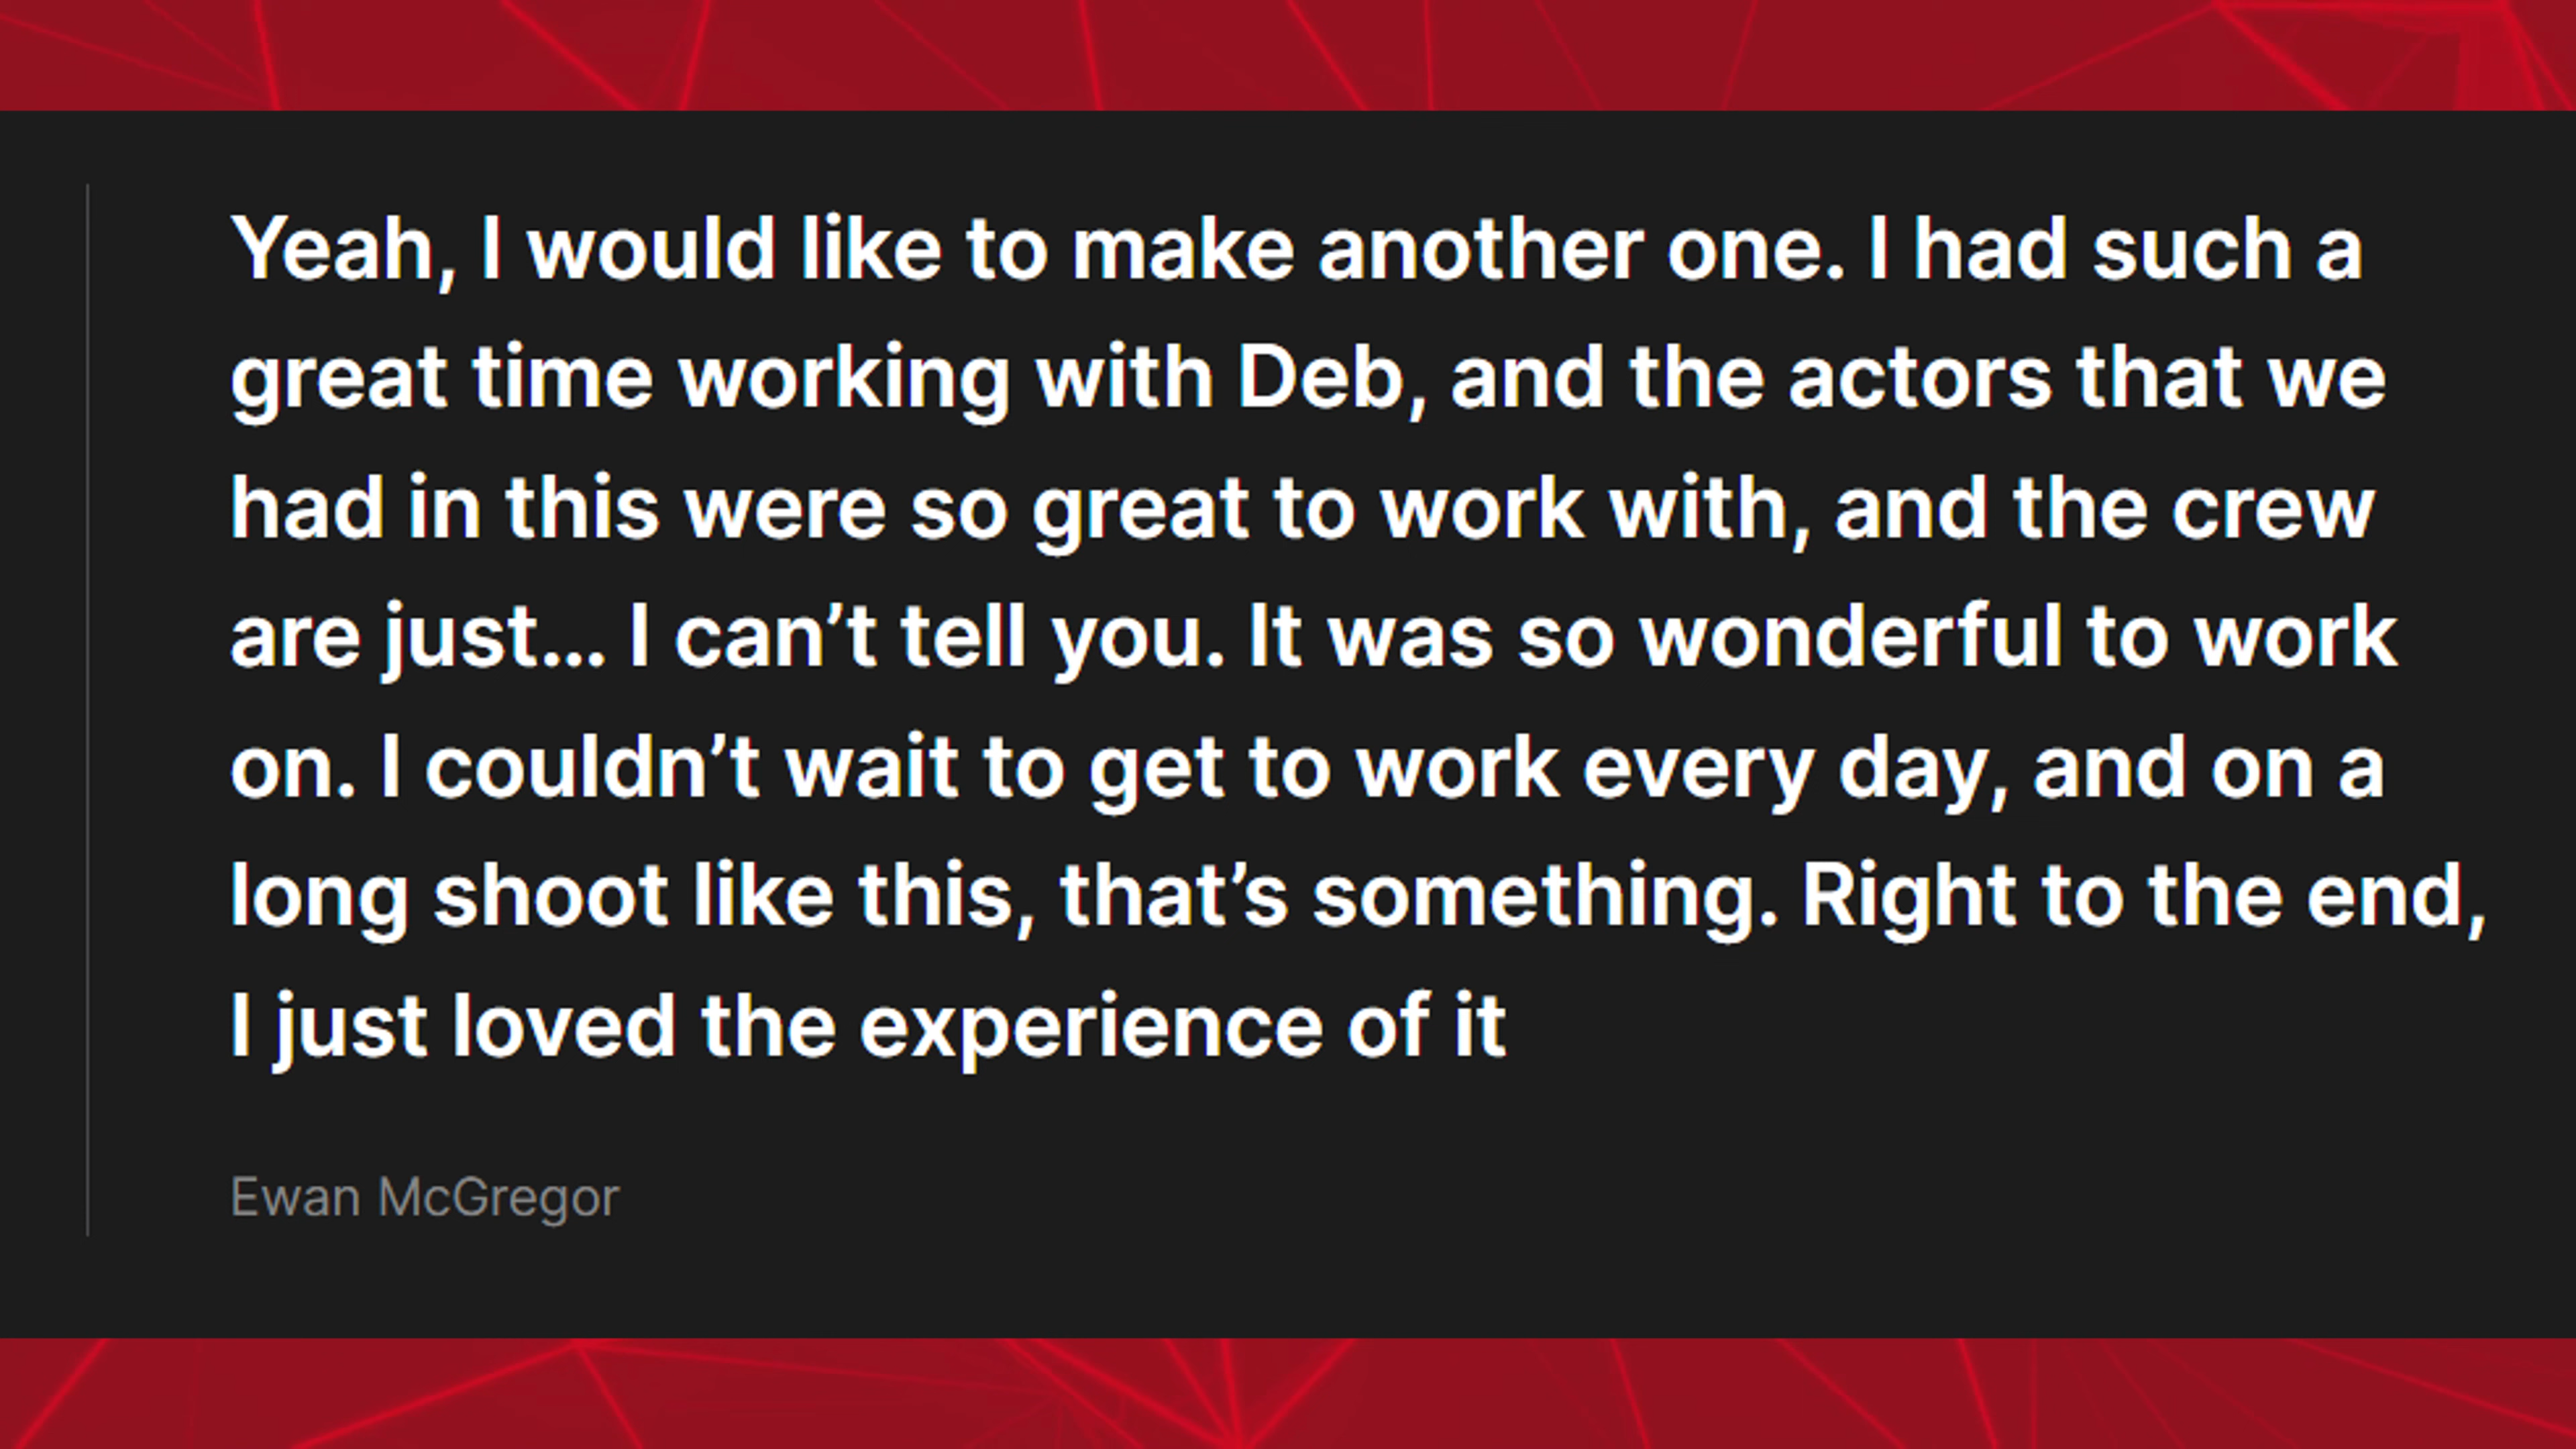 Yeah, I would like to make another one. I had such a
great time working with Deb, and the actors that we
had in this were so great to work with, and the crew
are just… I can’t tell you. It was so wonderful to work
on. I couldn’t wait to get to work every day, and on a
long shoot like this, that’s something. Right to the end,
I just loved the experience of it
Ewan McGregor